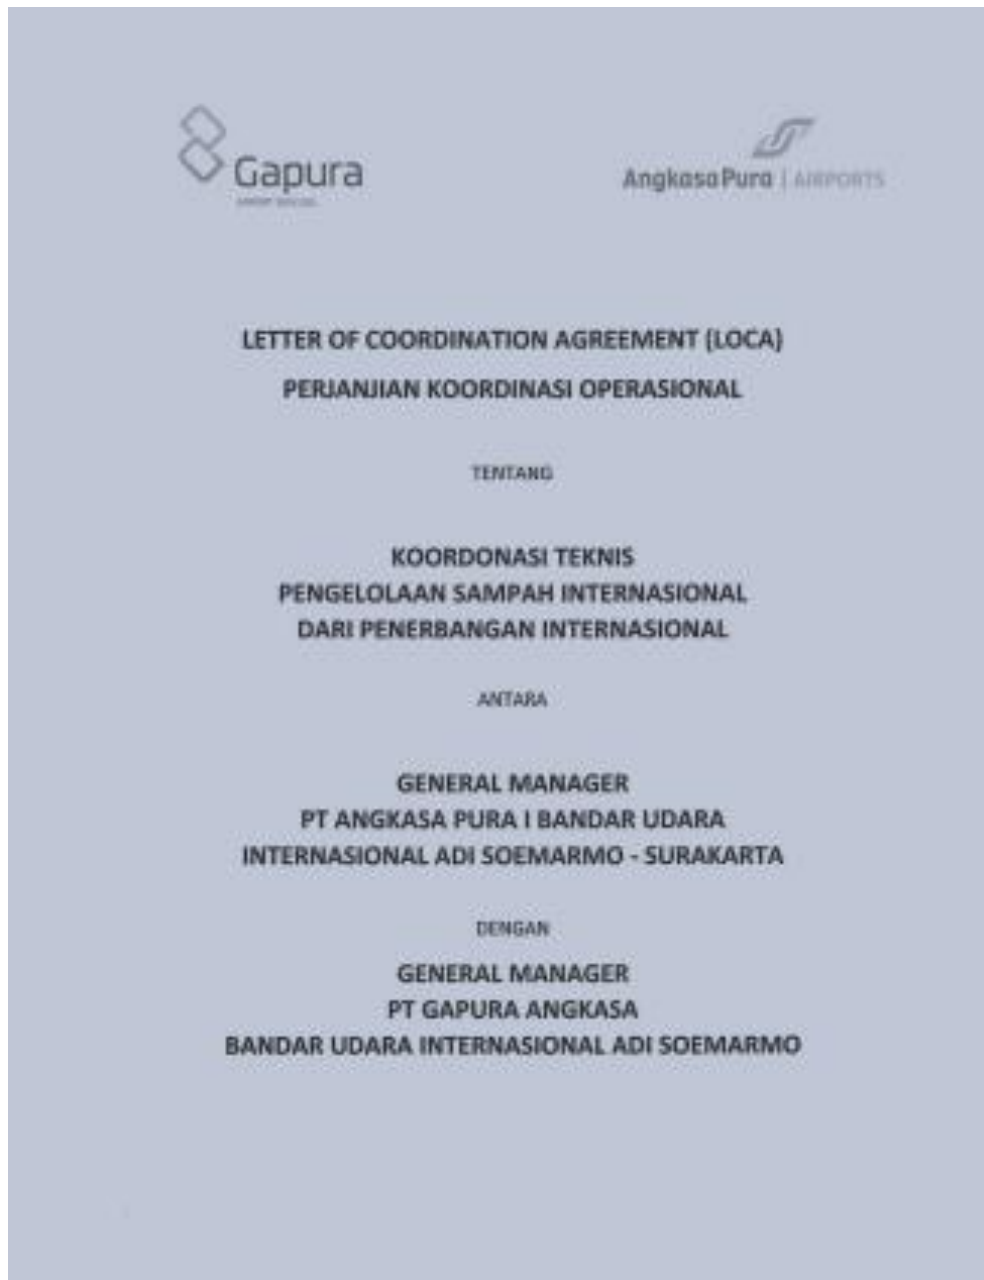 Gapura
AngkasaPura | AIRPORTS
LETTER OF COORDINATION AGREEMENT (LOCA)
PERJANJIAN KOORDINASI OPERASIONAL
TENTANG
KOORDONASI TEKNIS
PENGELOLAAN SAMPAH INTERNASIONAL
DARI PENERBANGAN INTERNASIONAL
ANTARA
GENERAL MANAGER
PT ANGKASA PURA I BANDAR UDARA
INTERNASIONAL ADI SOEMARMO - SURAKARTA
DENGAN
GENERAL MANAGER
PT GAPURA ANGKASA
BANDAR UDARA INTERNASIONAL ADI SOEMARMO